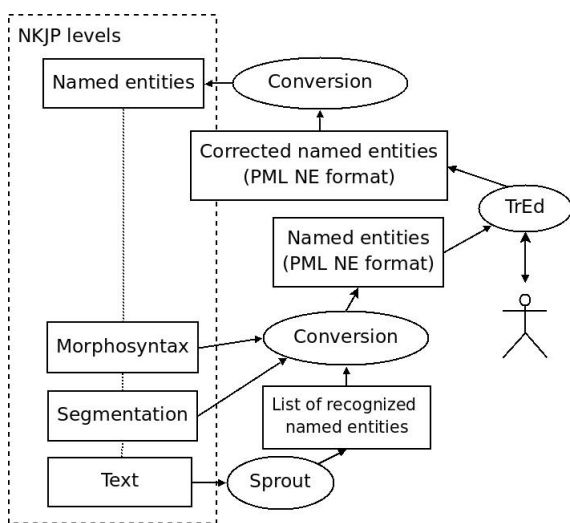 NKJP levels
Named entities
Conversion
Corrected named entities
(PML NE format)
TrEd
Named entities
(PML NE format)
Morphosyntax
Conversion
Segmentation
List of recognized
named entities
Text
Sprout